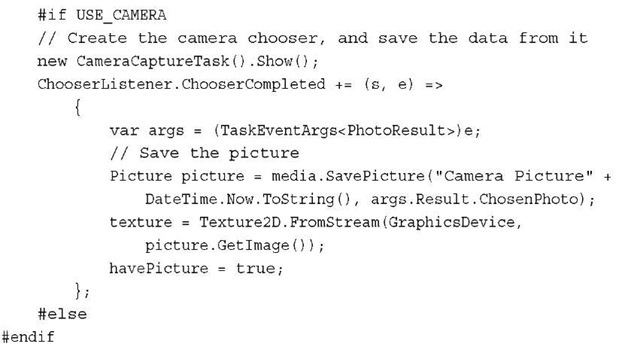 #if USE_CAMERA
// Create the camera chooser, and save the data from it
new CameraCaptureTask().Show();
ChooserListener.ChooserCompleted += (s, e) =>
{
var args = (TaskEventArgs<PhotoResult>)e;
// Save the picture
Picture picture = media.SavePicture("Camera Picture" +
DateTime.Now.ToString(), args.Result.ChosenPhoto);
texture = Texture2D.FromStream(GraphicsDevice,
picture.GetImage());
havePicture = true;
};
#else
#endif